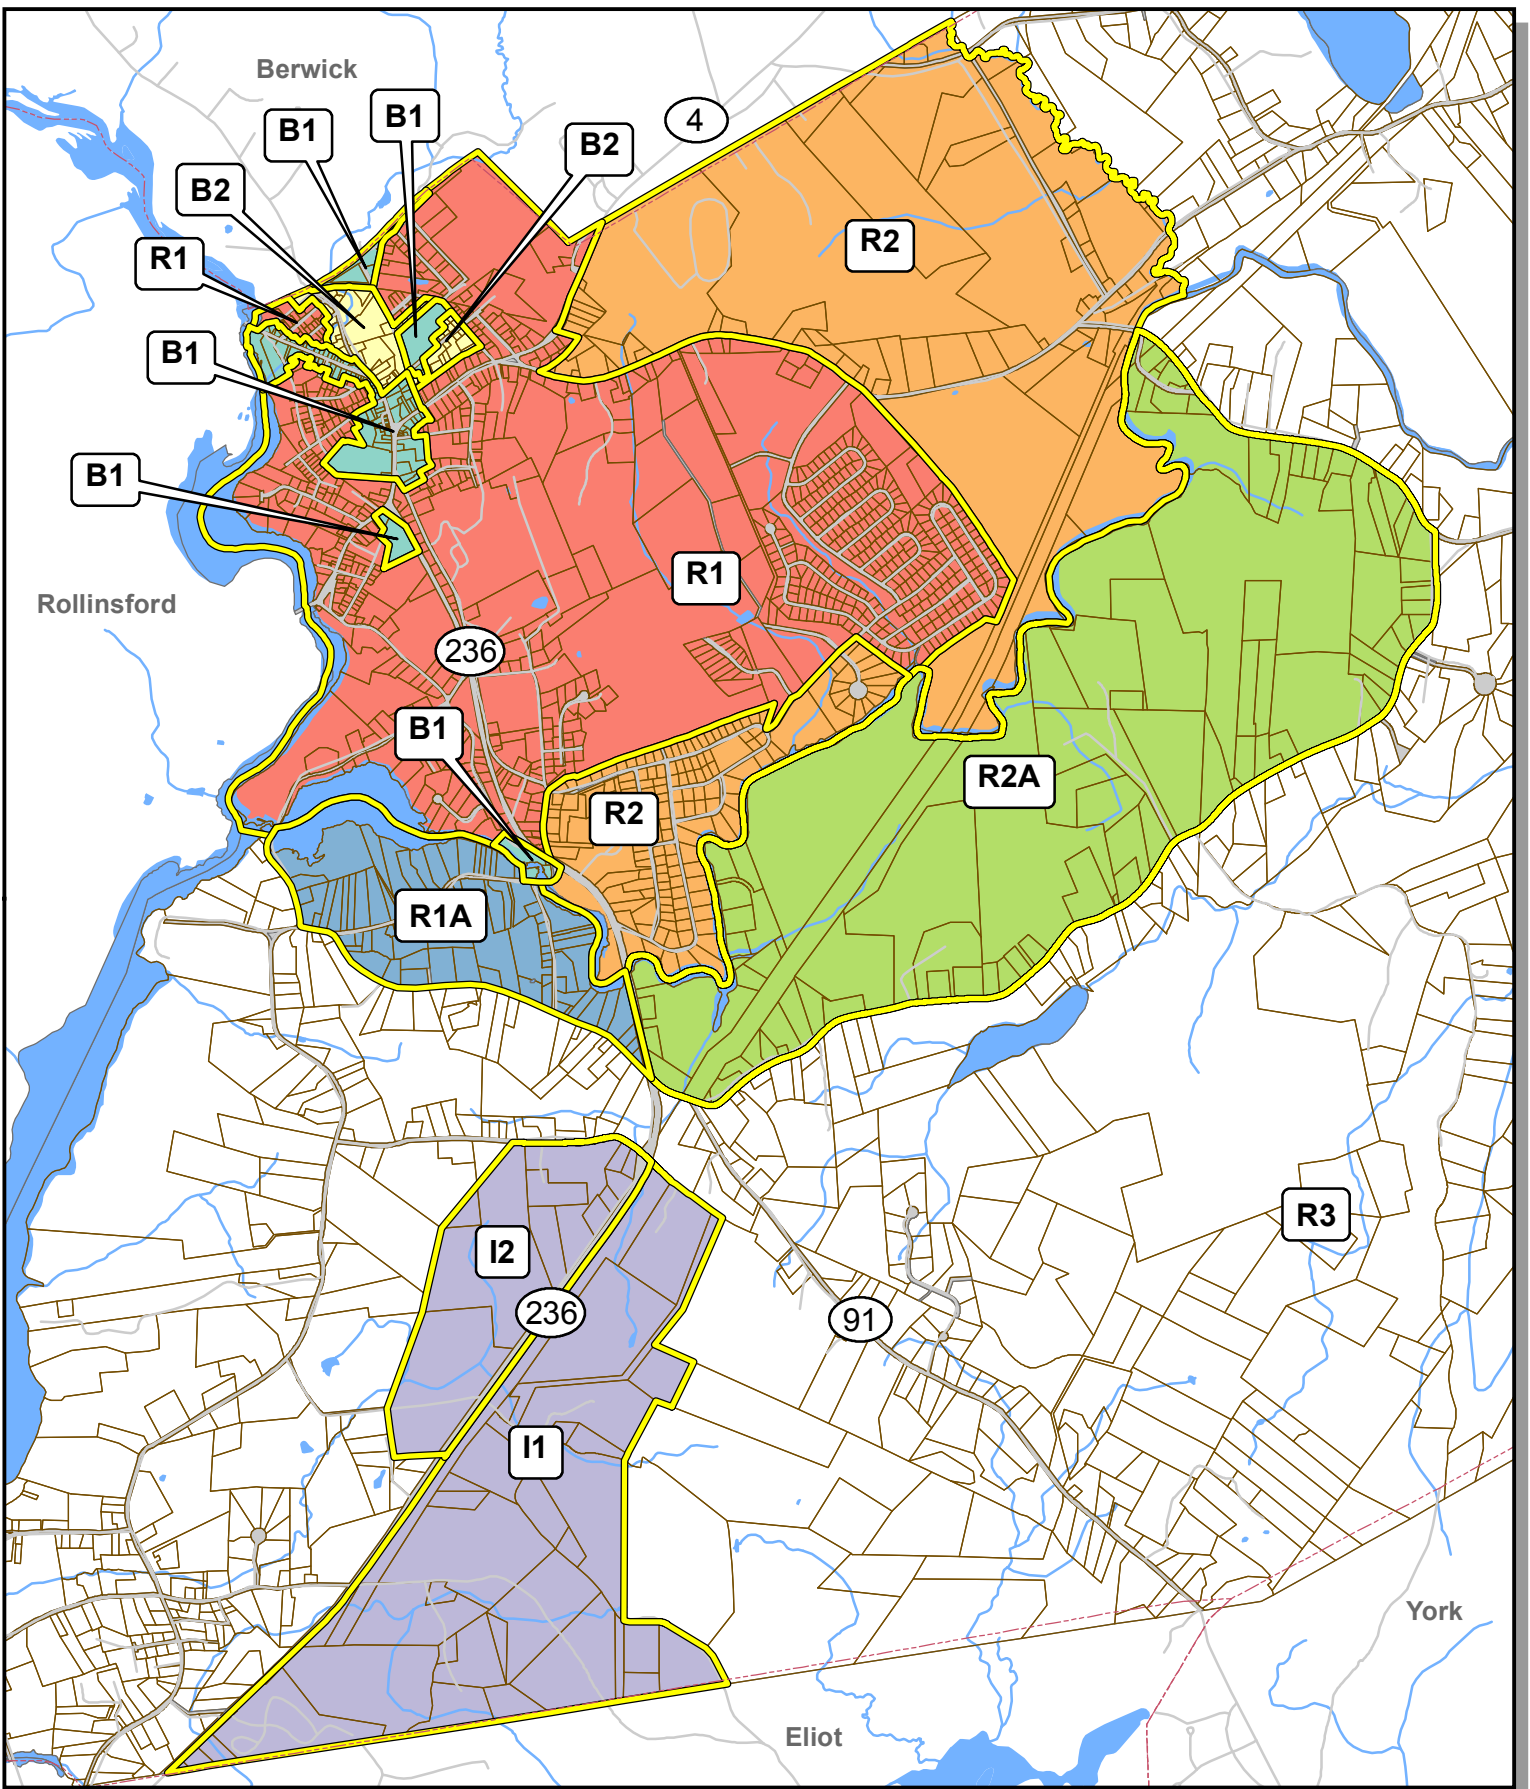 Berwick
B1
B1
4
B2
B2
R2
R1
B1
B1
R1
Rollinsford
236
B1
R2A
R2
R1A
R3
I2
236
91
I1
York
Eliot